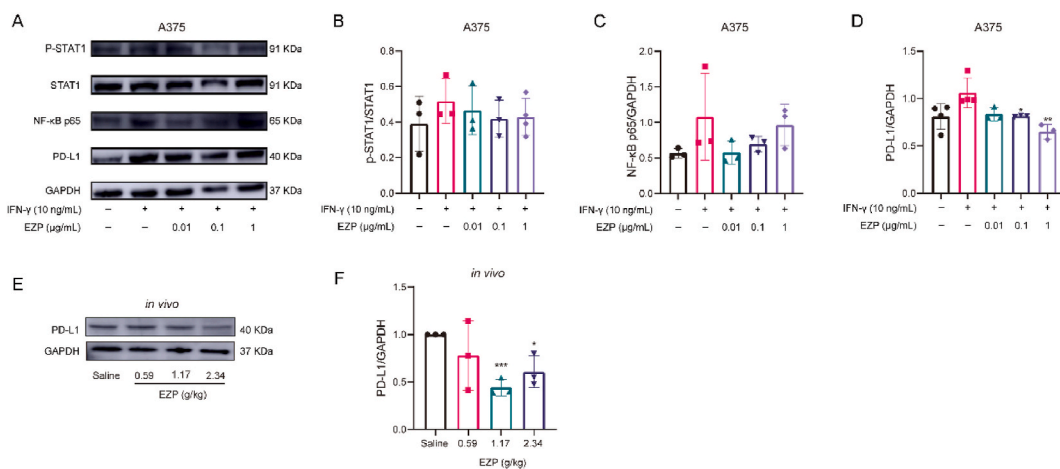 A
A375
P-STAT1 91 KDa
STAT1 91 KDa
NF-κB p65 65 KDa
PD-L1 40 KDa
GAPDH 37 KDa
IFN-γ (10 ng/mL) – + + + +
EZP (μg/mL) – – 0.01 0.1 1
B
A375
p-STAT1/STAT1
0.8
0.6
0.4
0.2
0.0
IFN-γ (10 ng/mL) – + + + +
EZP (μg/mL) – – 0.01 0.1 1
C
A375
NF-κB p65/GAPDH
2.0
1.5
1.0
0.5
0.0
IFN-γ (10 ng/mL) – + + + +
EZP (μg/mL) – – 0.01 0.1 1
D
A375
PD-L1/GAPDH
1.5
1.0
0.5
0.0
*
**
IFN-γ (10 ng/mL) – + + + +
EZP (μg/mL) – – 0.01 0.1 1
E
in vivo
PD-L1 40 KDa
GAPDH 37 KDa
Saline 0.59 1.17 2.34
EZP (g/kg)
F
in vivo
PD-L1/GAPDH
1.5
1.0
0.5
0.0
***
*
Saline 0.59 1.17 2.34
EZP (g/kg)